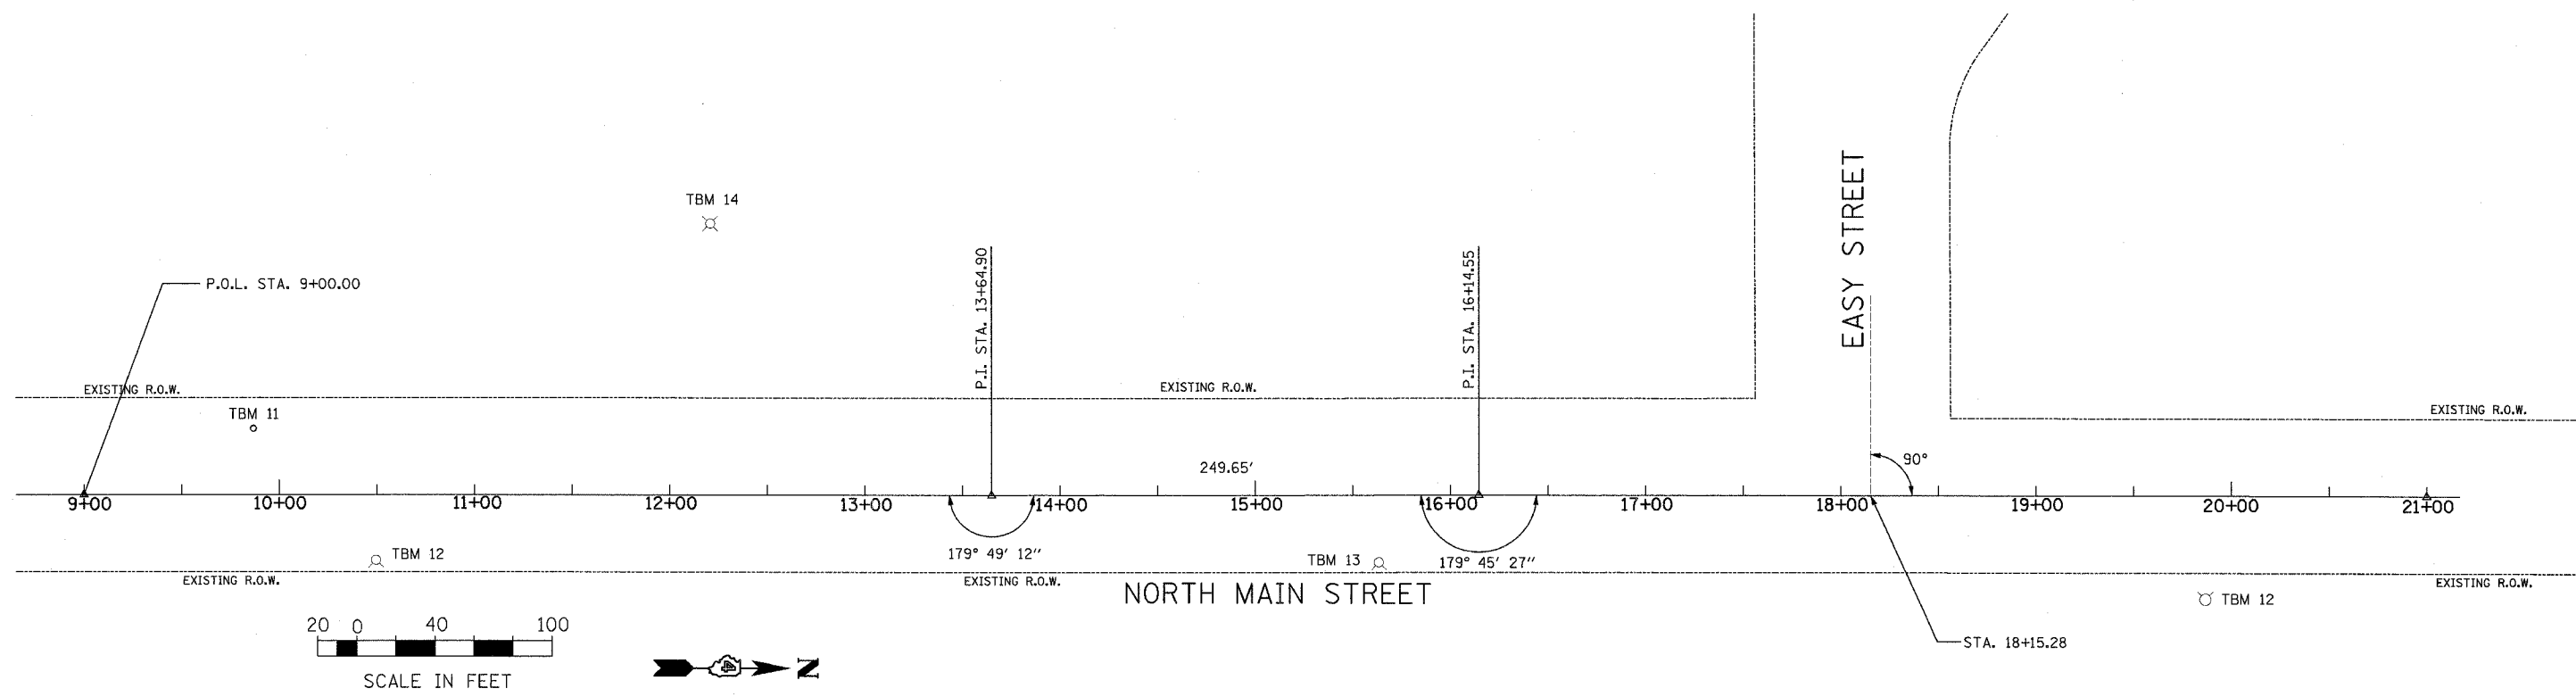 TBM 14
P.O.L. STA. 9+00.00
P.I. STA. 13+64.90
P.I. STA. 16+14.55
EASY STREET
EXISTING R.O.W.
EXISTING R.O.W.
EXISTING R.O.W.
TBM 11
249.65'
90°
9+00
10+00
11+00
12+00
13+00
14+00
15+00
16+00
17+00
18+00
19+00
20+00
21+00
TBM 12
179° 49' 12"
TBM 13
179° 45' 27"
EXISTING R.O.W.
EXISTING R.O.W.
EXISTING R.O.W.
NORTH MAIN STREET
TBM 12
STA. 18+15.28
20 0 40 100
SCALE IN FEET
4
N